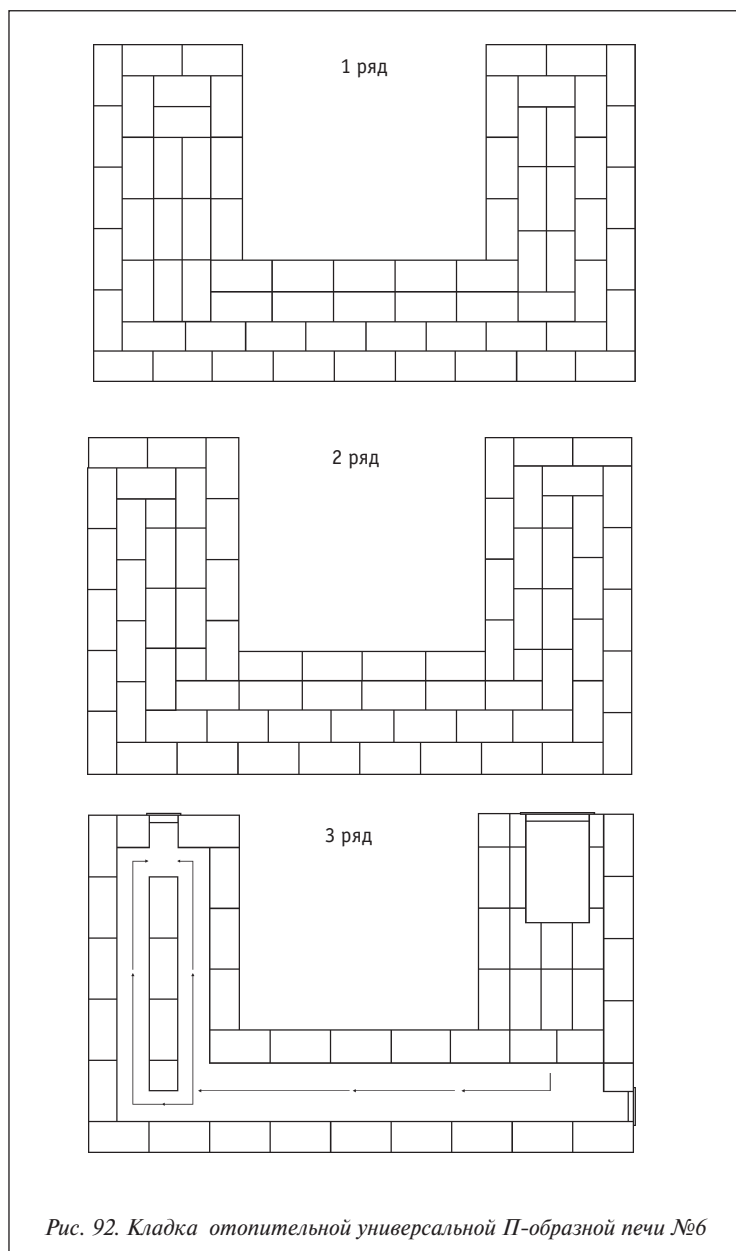 1 ряд
2 ряд
3 ряд
Рис. 92. Кладка отопительной универсальной П-образной печи №6